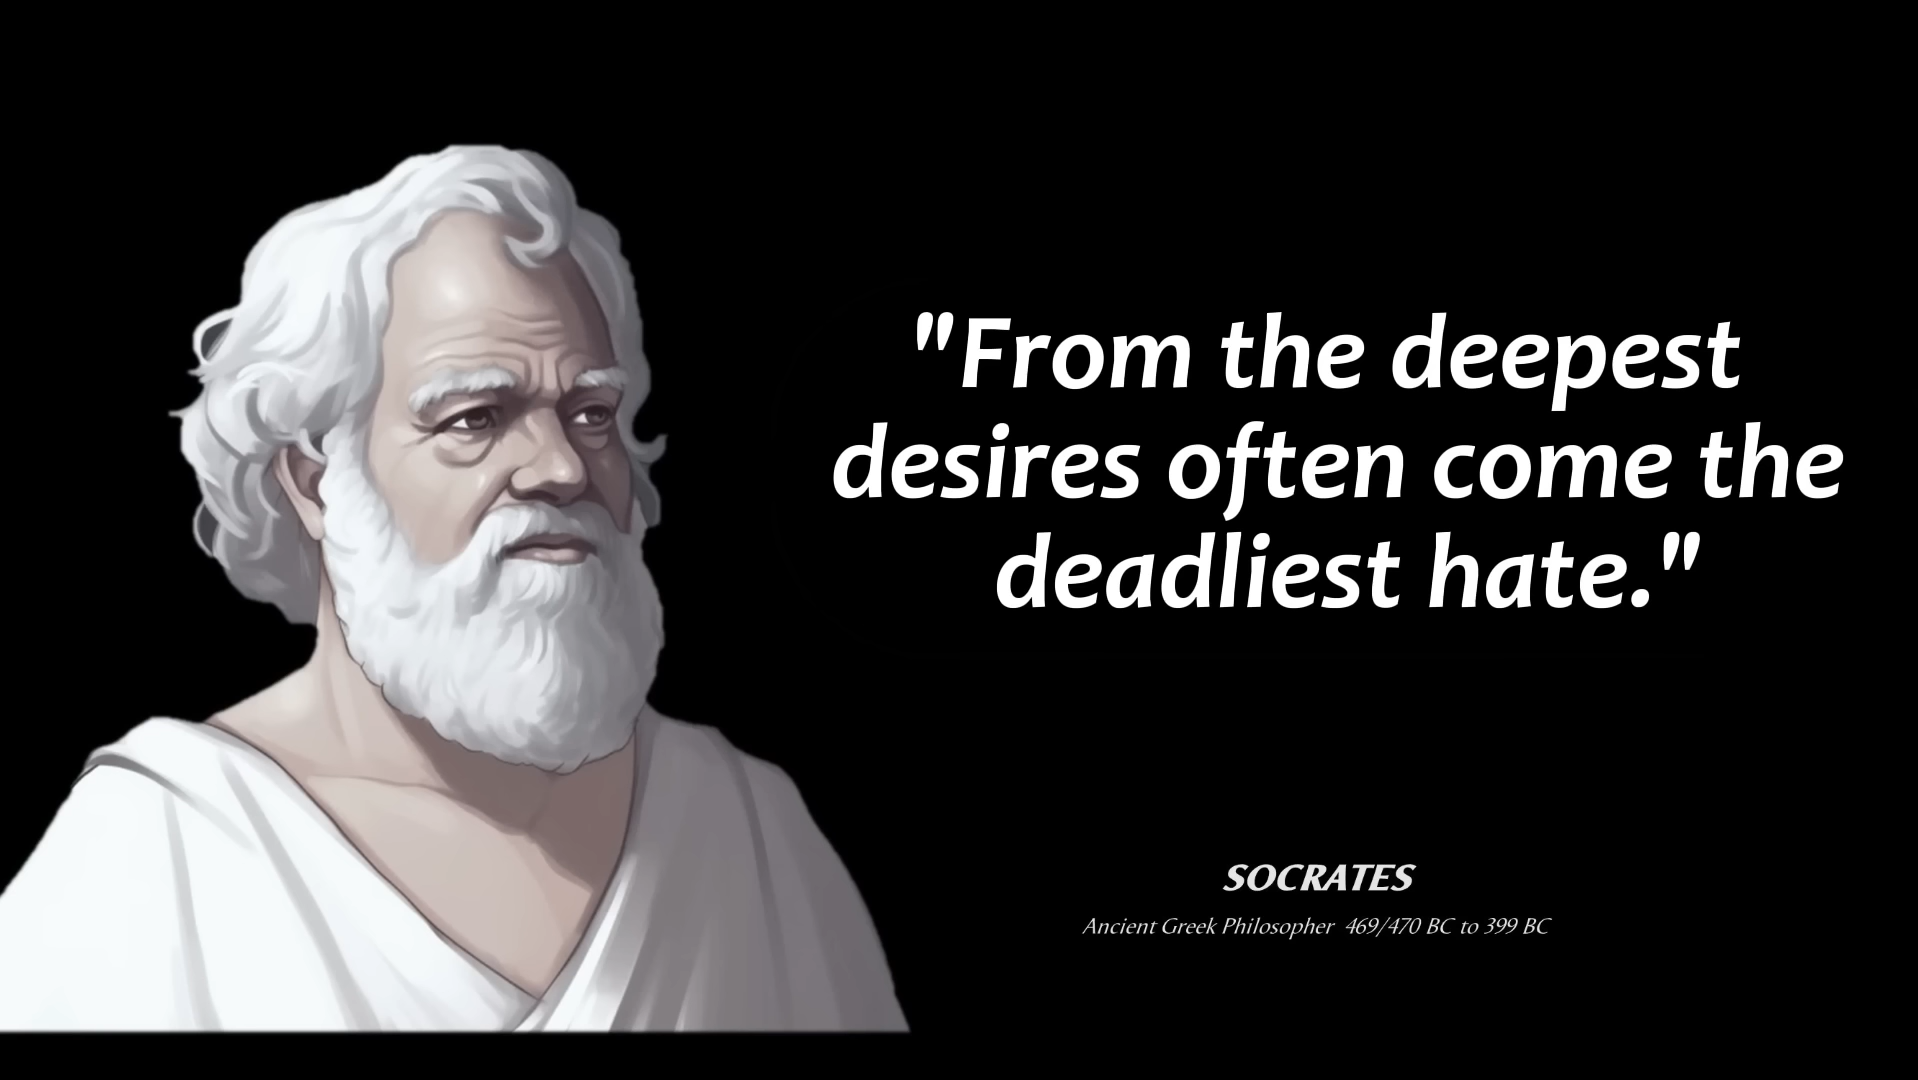 "From the deepest
desires often come the
deadliest hate."
SOCRATES
Ancient Greek Philosopher 469/470 BC to 399 BC